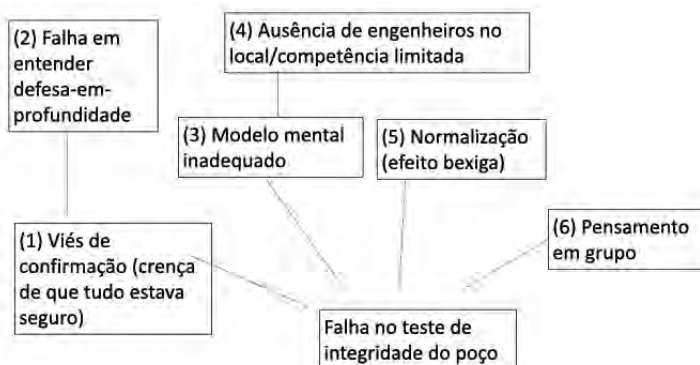 (2) Falha em
entender
defesa-em-
profundidade
(4) Ausência de engenheiros no
local/competência limitada
(3) Modelo mental
inadequado
(5) Normalização
(efeito bexiga)
(1) Viés de
confirmação (crença
de que tudo estava
seguro)
(6) Pensamento
em grupo
Falha no teste de
integridade do poço